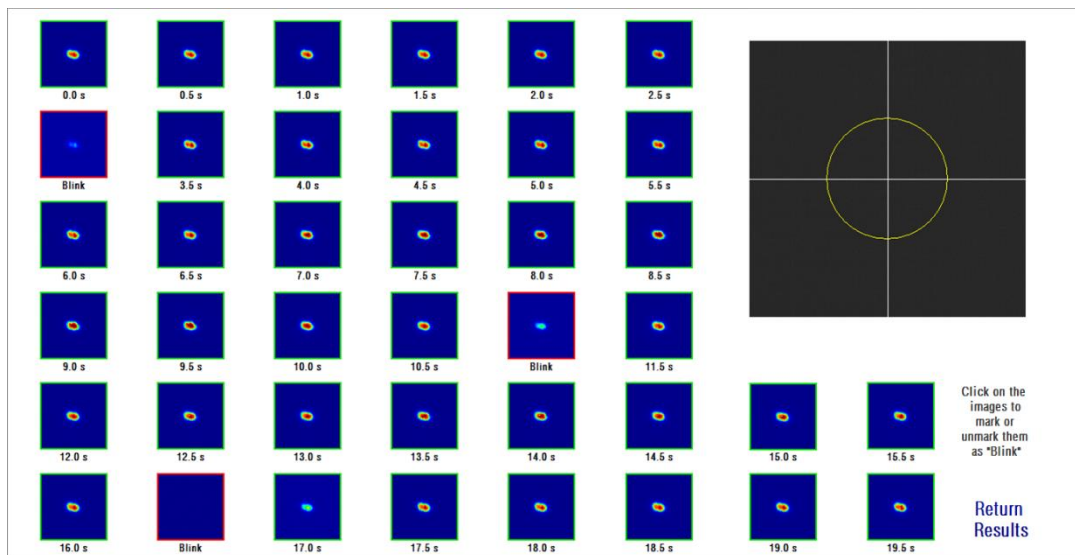 0.0 s 0.5 s 1.0 s 1.5 s 2.0 s 2.5 s
Blink 3.5 s 4.0 s 4.5 s 5.0 s 5.5 s
6.0 s 6.5 s 7.0 s 7.5 s 8.0 s 8.5 s
9.0 s 9.5 s 10.0 s 10.5 s Blink 11.5 s
12.0 s 12.5 s 13.0 s 13.5 s 14.0 s 14.5 s 15.0 s 15.5 s
Click on the
images to
mark or
unmark them
as "Blink"
16.0 s Blink 17.0 s 17.5 s 18.0 s 18.5 s 19.0 s 19.5 s
Return
Results